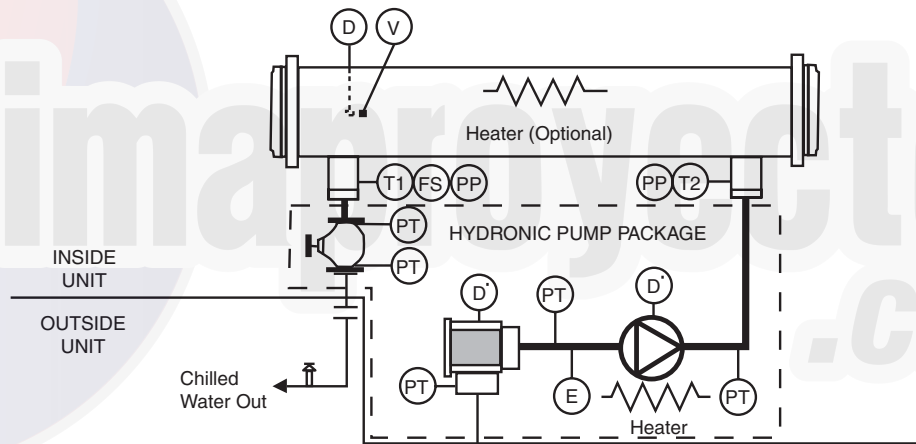 D V
Heater (Optional)
T1 FS PP
PP T2
PT
HYDRONIC PUMP PACKAGE
PT
INSIDE
UNIT
OUTSIDE
UNIT
D• PT D•
Chilled
Water Out
PT E PT
Heater
imaproyect
.c